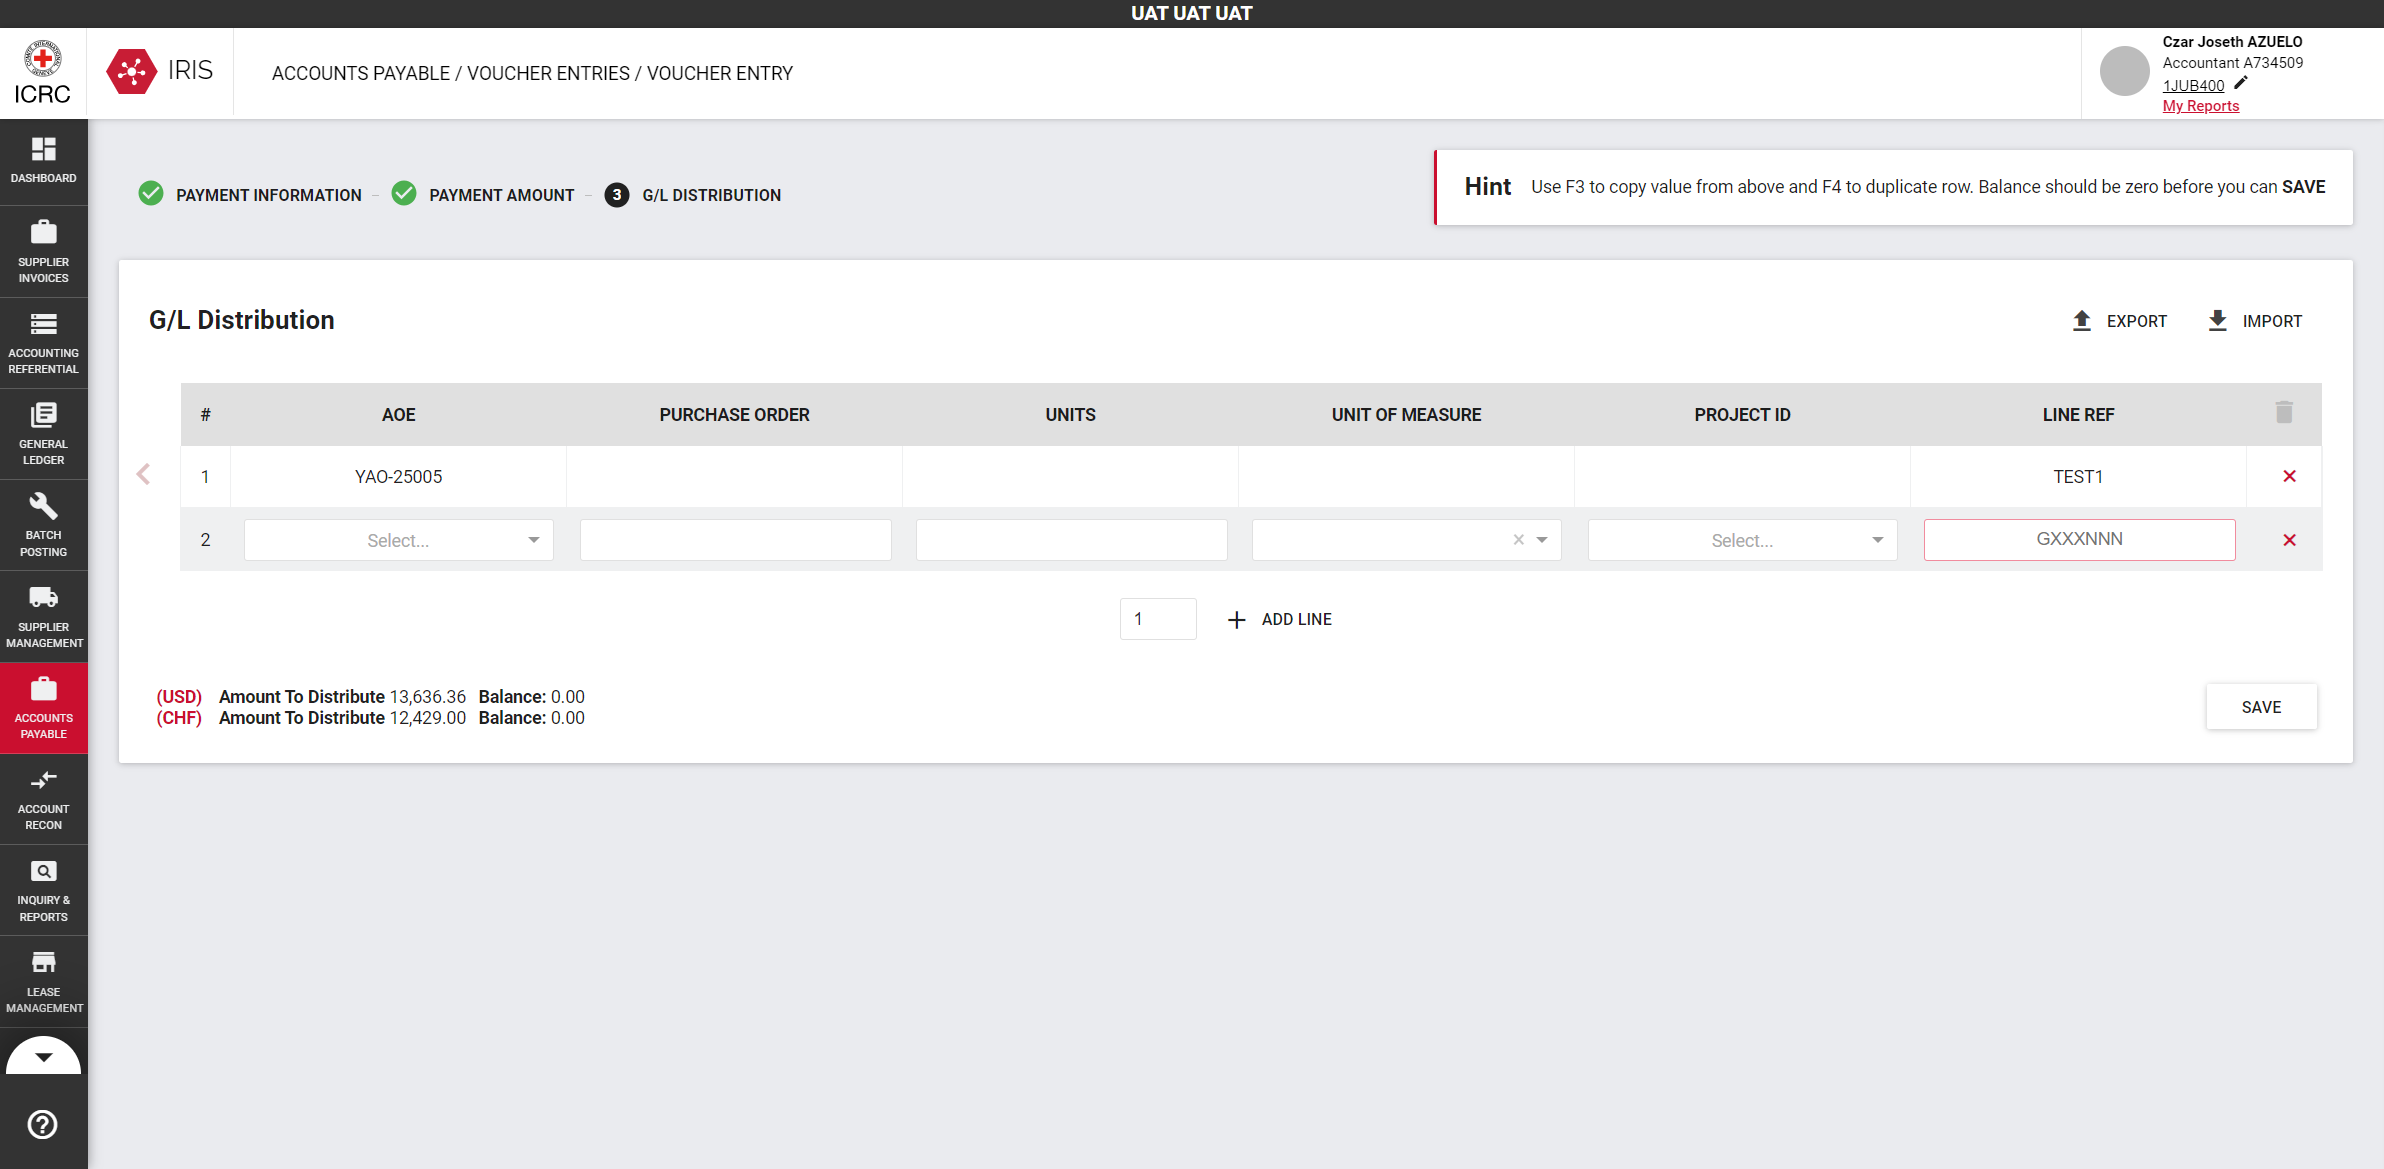 UAT UAT UAT
ICRC
IRIS
ACCOUNTS PAYABLE / VOUCHER ENTRIES / VOUCHER ENTRY
Czar Joseth AZUELO
Accountant A734509
1JUB400
My Reports
DASHBOARD
SUPPLIER
INVOICES
ACCOUNTING
REFERENTIAL
GENERAL
LEDGER
BATCH
POSTING
SUPPLIER
MANAGEMENT
ACCOUNTS
PAYABLE
ACCOUNT
RECON
INQUIRY &
REPORTS
LEASE
MANAGEMENT
PAYMENT INFORMATION – PAYMENT AMOUNT – 3 G/L DISTRIBUTION
Hint Use F3 to copy value from above and F4 to duplicate row. Balance should be zero before you can SAVE
G/L Distribution
EXPORT IMPORT
# AOE PURCHASE ORDER UNITS UNIT OF MEASURE PROJECT ID LINE REF
1 YAO-25005 TEST1
2 Select... Select... GXXXNNN
1 ADD LINE
(USD) Amount To Distribute 13,636.36 Balance: 0.00
(CHF) Amount To Distribute 12,429.00 Balance: 0.00
SAVE